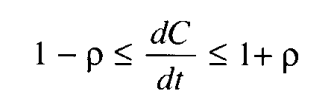 1 − ρ ≤ dC/dt ≤ 1+ ρ